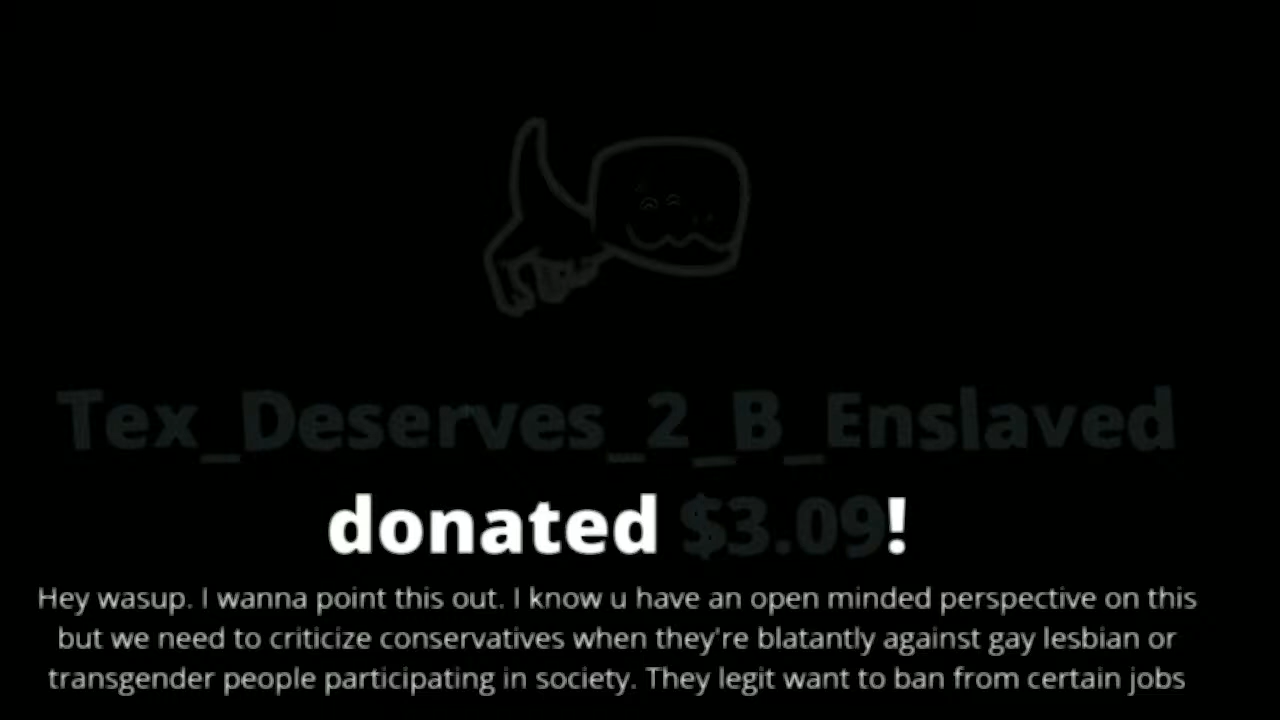 Tex_Deserves_2_B_Enslaved
donated $3.09!
Hey wasup. I wanna point this out. I know u have an open minded perspective on this
but we need to criticize conservatives when they're blatantly against gay lesbian or
transgender people participating in society. They legit want to ban from certain jobs